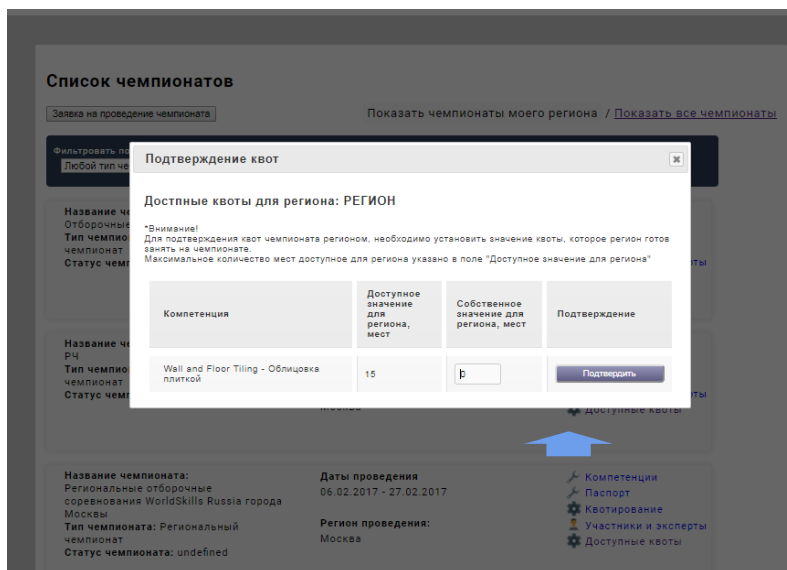 Список чемпионатов
Заявка на проведение чемпионата
Показать чемпионаты моего региона / Показать все чемпионаты
Фильтровать по
Любой тип че
Подтверждение квот
Достпные квоты для региона: РЕГИОН
*Внимание!
Для подтверждения квот чемпионата регионом, необходимо установить значение квоты, которое регион готов
занять на чемпионате.
Максимальное количество мест доступное для региона указано в поле "Доступное значение для региона"
Компетенция
Доступное
значение
для
региона,
мест
Собственное
значение для
региона, мест
Подтверждение
Wall and Floor Tiling - Облицовка
плиткой
15
0
Подтвердить
Название че
Отборочные
Тип чемпио
чемпионат
Статус чемп
ты
Название че
РЧ
Тип чемпио
чемпионат
Статус чемп
ты
Москва
Доступные квоты
Название чемпионата:
Региональные отборочные
соревнования WorldSkills Russia города
Москвы
Тип чемпионата: Региональный
чемпионат
Статус чемпионата: undefined
Даты проведения
06.02.2017 - 27.02.2017
Регион проведения:
Москва
Компетенции
Паспорт
Квотирование
Участники и эксперты
Доступные квоты